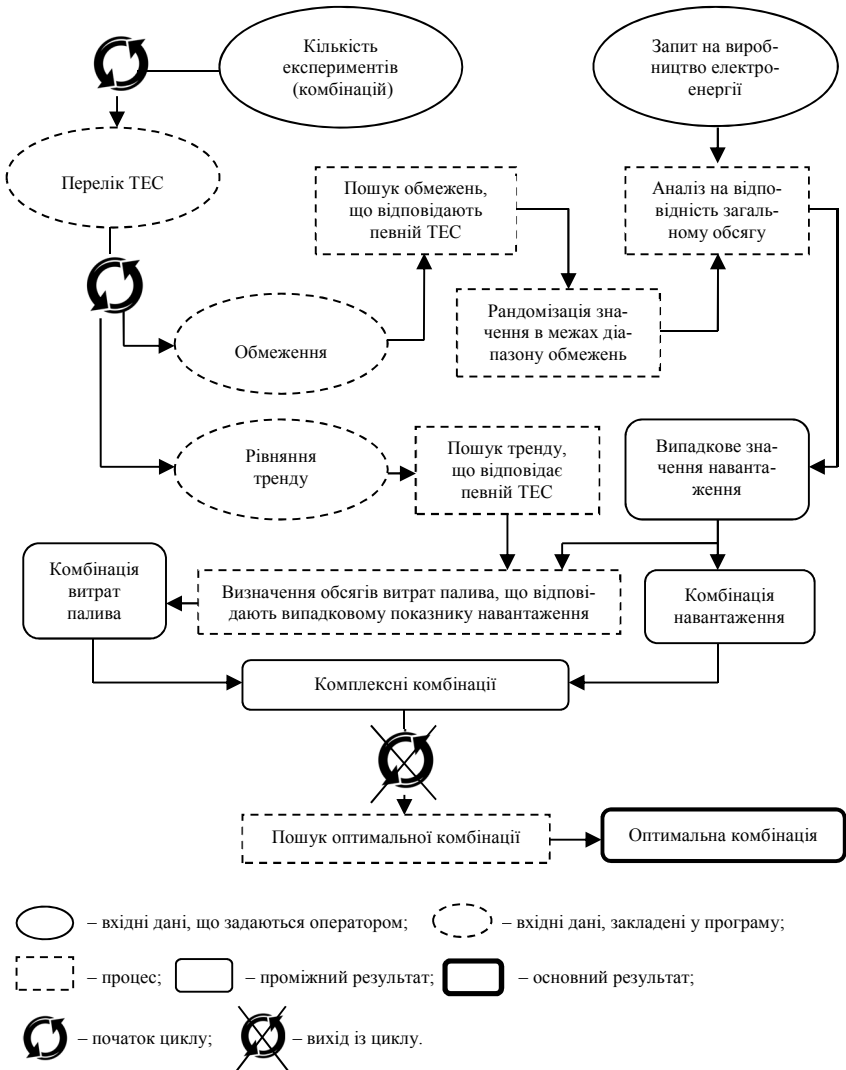 Кількість
експериментів
(комбінацій)
Запит на вироб-
ництво електро-
енергії
Перелік ТЕС
Пошук обмежень,
що відповідають
певній ТЕС
Аналіз на відпо-
відність загаль-
ному обсягу
Рандомізація зна-
чення в межах діа-
пазону обмежень
Обмеження
Рівняння
тренду
Пошук тренду,
що відповідає
певній ТЕС
Випадкове зна-
чення наванта-
ження
Комбінація
витрат
палива
Визначення обсягів витрат палива, що відпові-
дають випадковому показнику навантаження
Комбінація
навантаження
Комплексні комбінації
Пошук оптимальної комбінації
Оптимальна комбінація
– вхідні дані, що задаються оператором;
– вхідні дані, закладені у програму;
– процес;
– проміжний результат;
– основний результат;
– початок циклу;
– вихід із циклу.